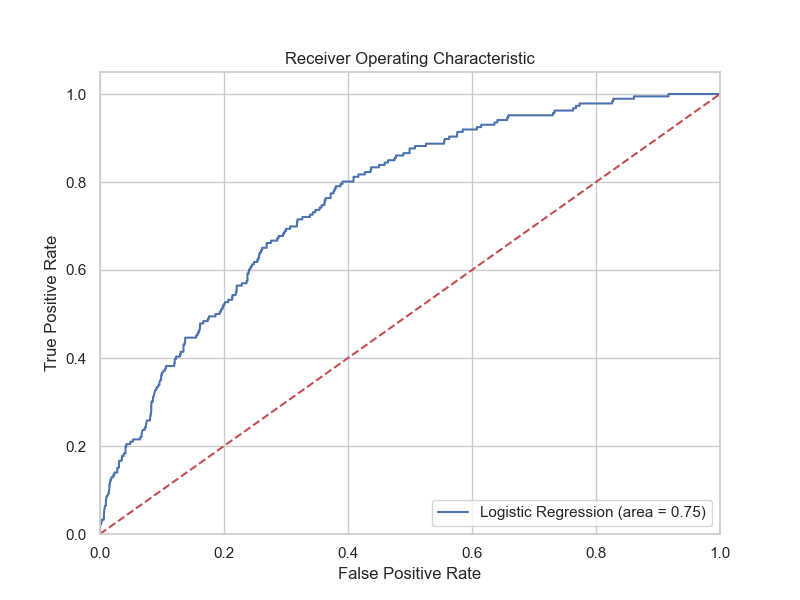 Receiver Operating Characteristic
True Positive Rate
1.0
0.8
0.6
0.4
0.2
0.0
Logistic Regression (area = 0.75)
0.0 0.2 0.4 0.6 0.8 1.0
False Positive Rate